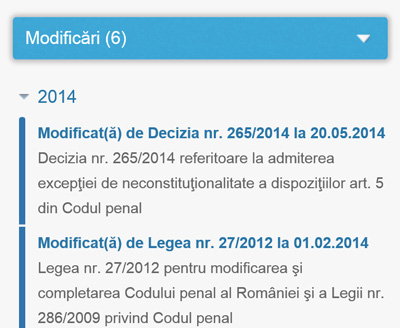 Modificări (6)
2014
Modificat(ă) de Decizia nr. 265/2014 la 20.05.2014
Decizia nr. 265/2014 referitoare la admiterea
excepţiei de neconstituţionalitate a dispoziţiilor art. 5
din Codul penal
Modificat(ă) de Legea nr. 27/2012 la 01.02.2014
Legea nr. 27/2012 pentru modificarea şi
completarea Codului penal al României şi a Legii nr.
286/2009 privind Codul penal